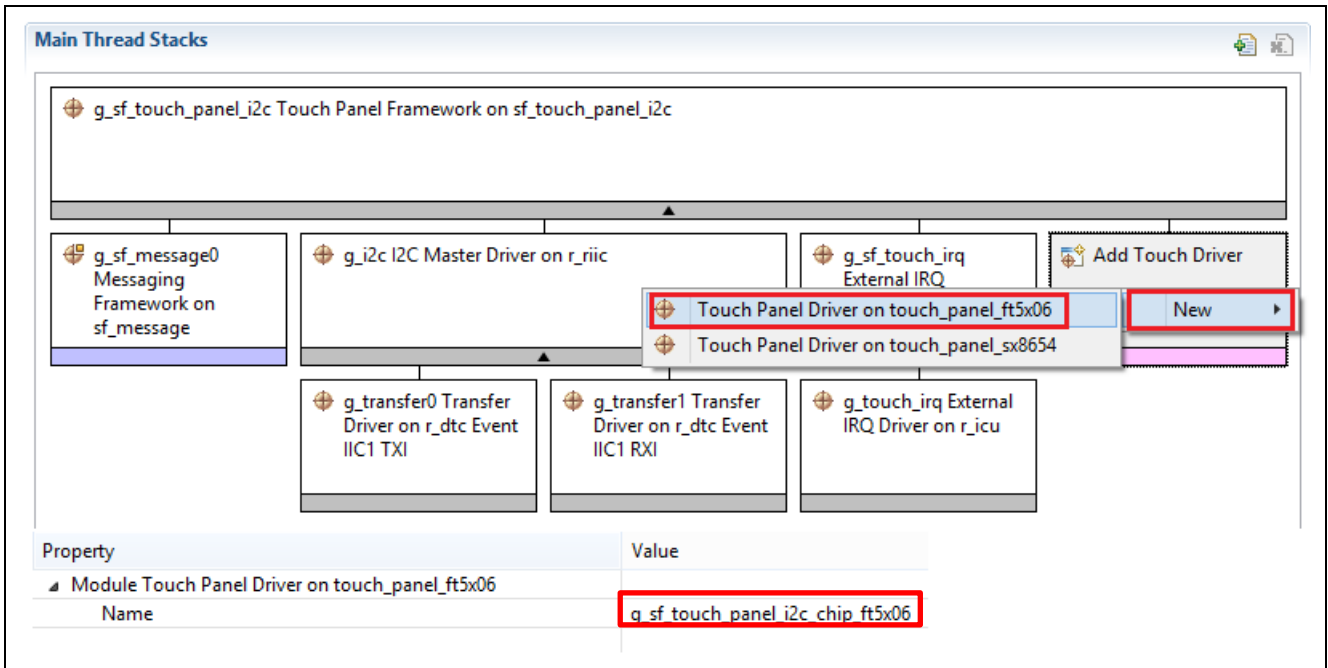 Main Thread Stacks
g_sf_touch_panel_i2c Touch Panel Framework on sf_touch_panel_i2c
g_sf_message0
Messaging
Framework on
sf_message
g_i2c I2C Master Driver on r_riic
g_sf_touch_irq
External IRQ
Add Touch Driver
Touch Panel Driver on touch_panel_ft5x06
New
Touch Panel Driver on touch_panel_sx8654
g_transfer0 Transfer
Driver on r_dtc Event
IIC1 TXI
g_transfer1 Transfer
Driver on r_dtc Event
IIC1 RXI
g_touch_irq External
IRQ Driver on r_icu
Property Value
Module Touch Panel Driver on touch_panel_ft5x06
Name g_sf_touch_panel_i2c_chip_ft5x06